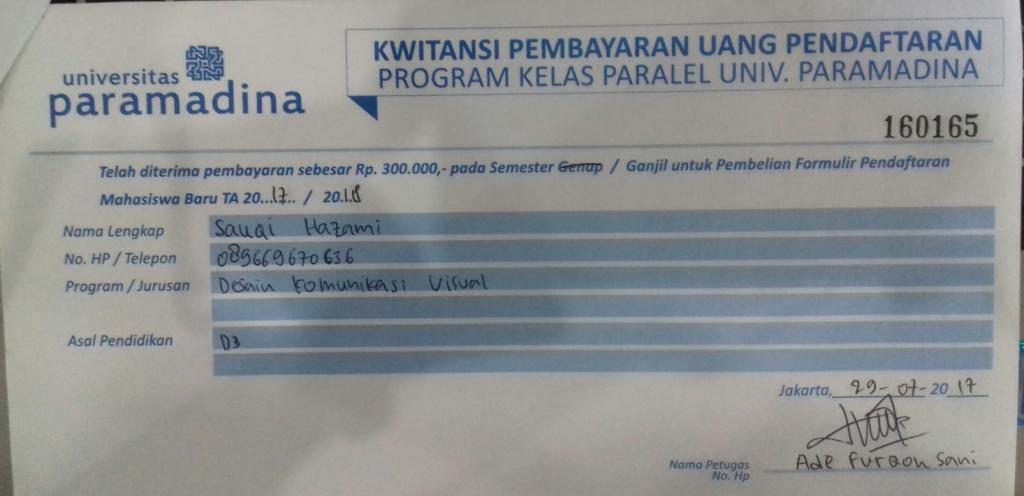 universitas
paramadina
KWITANSI PEMBAYARAN UANG PENDAFTARAN
PROGRAM KELAS PARALEL UNIV. PARAMADINA
160165
Telah diterima pembayaran sebesar Rp. 300.000,- pada Semester Genap / Ganjil untuk Pembelian Formulir Pendaftaran
Mahasiswa Baru TA 20...17.. / 20.18
Nama Lengkap Sauqi Hazami
No. HP / Telepon 089669670636
Program / Jurusan Desain Komunikasi Visual
Asal Pendidikan D3
Jakarta, 29-07-2017
Ade Furqon Sani
Nama Petugas
No. Hp